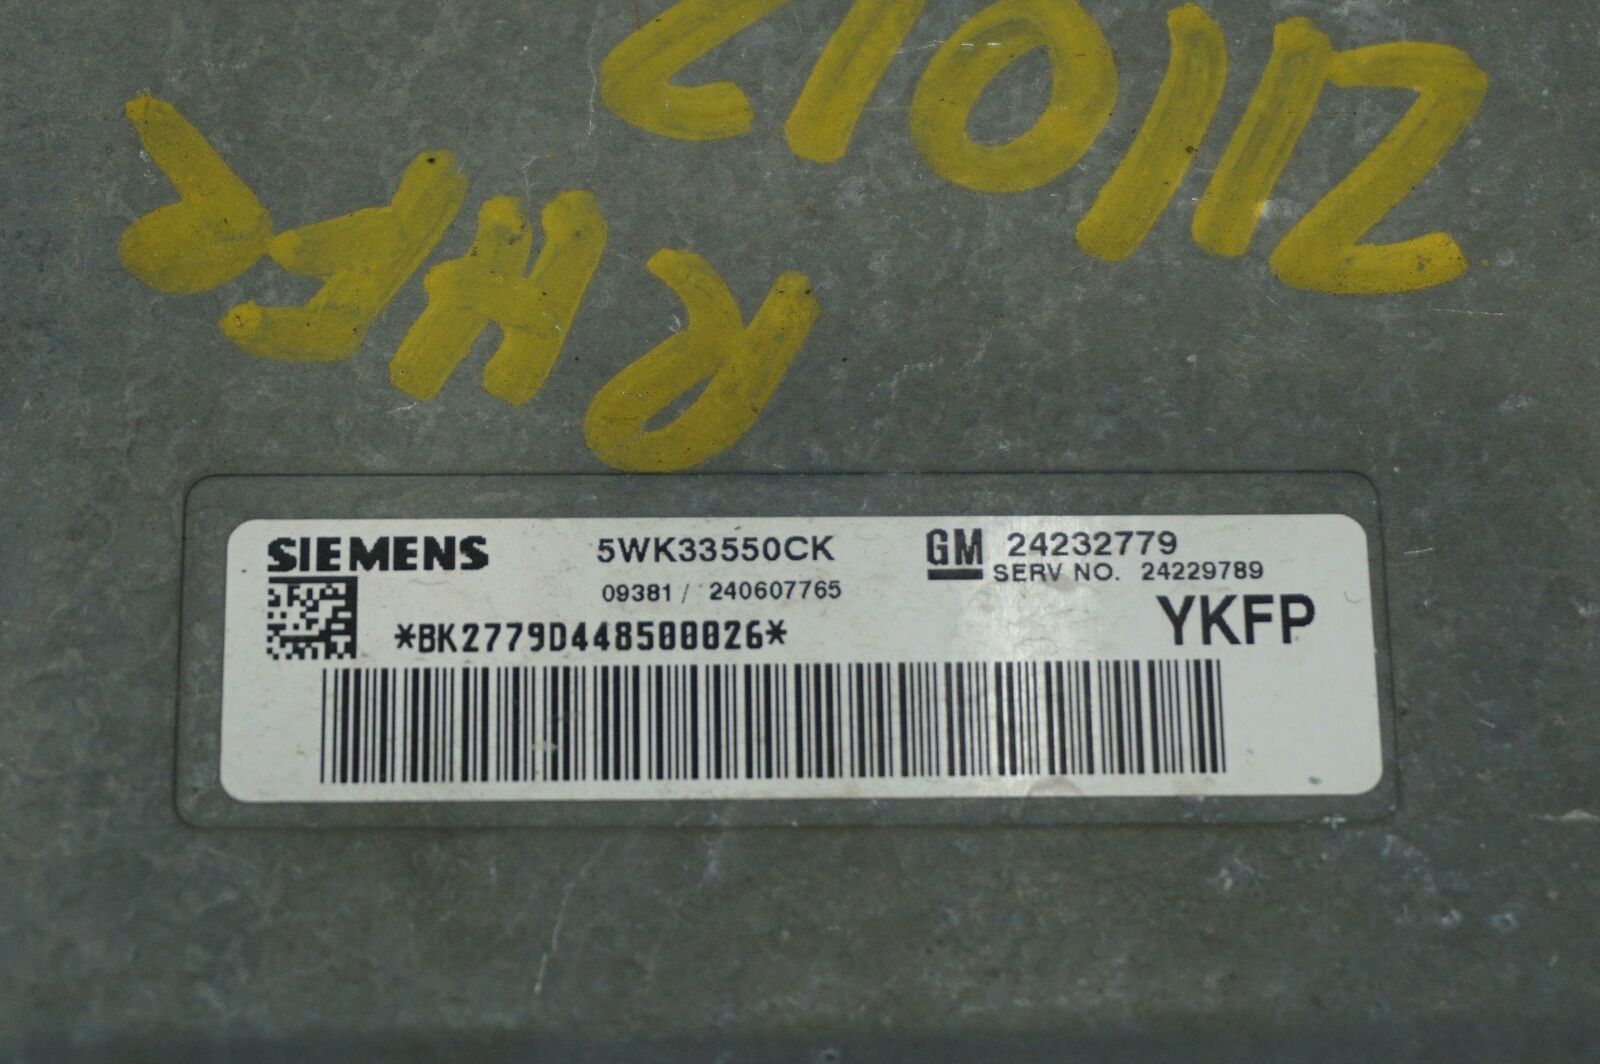 SIEMENS 5WK33550CK GM 24232779
09381 / 240607765 SERV NO. 24229789
*BK2779D448500026* YKFP